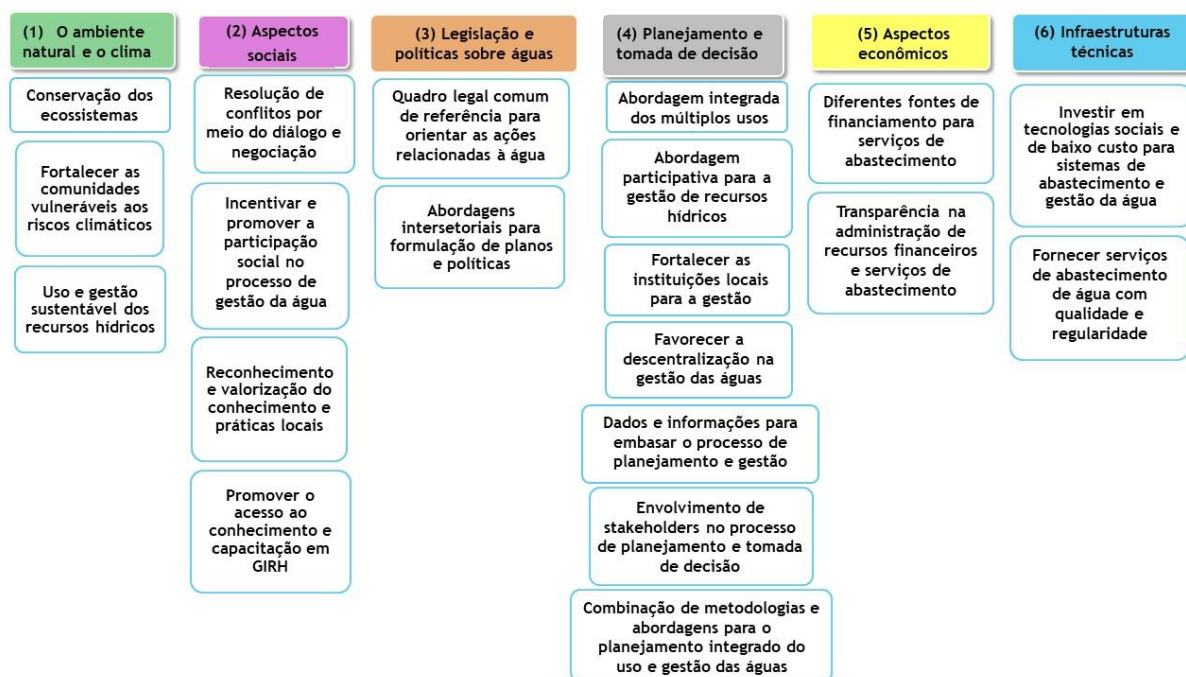 (1) O ambiente
natural e o clima
Conservação dos
ecossistemas
Fortalecer as
comunidades
vulneráveis aos
riscos climáticos
Uso e gestão
sustentável dos
recursos hídricos
(2) Aspectos
sociais
Resolução de
conflitos por
meio do diálogo e
negociação
Incentivar e
promover a
participação
social no
processo de
gestão da água
Reconhecimento
e valorização do
conhecimento e
práticas locais
Promover o
acesso ao
conhecimento e
capacitação em
GIRH
(3) Legislação e
políticas sobre águas
Quadro legal comum
de referência para
orientar as ações
relacionadas à água
Abordagens
intersetoriais para
formulação de planos
e políticas
(4) Planejamento e
tomada de decisão
Abordagem integrada
dos múltiplos usos
Abordagem
participativa para a
gestão de recursos
hídricos
Fortalecer as
instituições locais
para a gestão
Favorecer a
descentralização na
gestão das águas
Dados e informações para
embasar o processo de
planejamento e gestão
Envolvimento de
stakeholders no processo
de planejamento e tomada
de decisão
Combinação de metodologias e
abordagens para o
planejamento integrado do
uso e gestão das águas
(5) Aspectos
econômicos
Diferentes fontes de
financiamento para
serviços de
abastecimento
Transparência na
administração de
recursos financeiros
e serviços de
abastecimento
(6) Infraestruturas
técnicas
Investir em
tecnologias sociais e
de baixo custo para
sistemas de
abastecimento e
gestão da água
Fornecer serviços
de abastecimento
de água com
qualidade e
regularidade